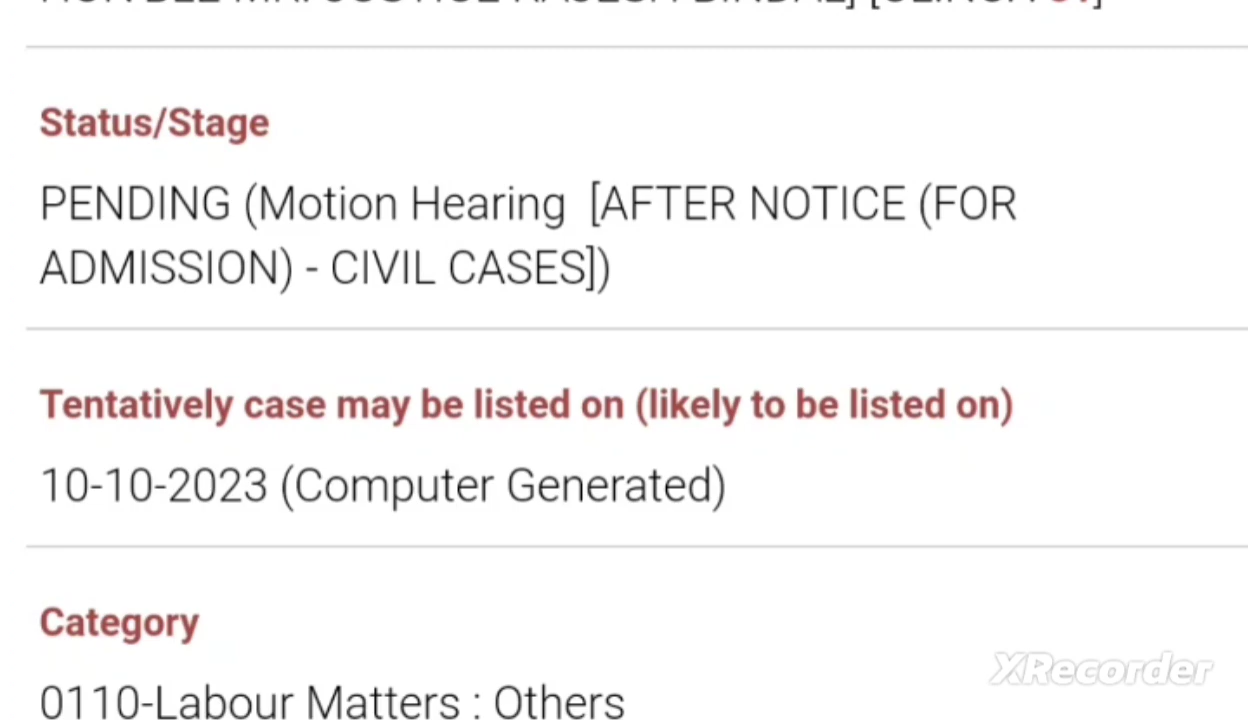 Status/Stage
PENDING (Motion Hearing [AFTER NOTICE (FOR
ADMISSION) - CIVIL CASES])
Tentatively case may be listed on (likely to be listed on)
10-10-2023 (Computer Generated)
Category
XRecorder
0110-Labour Matters : Others